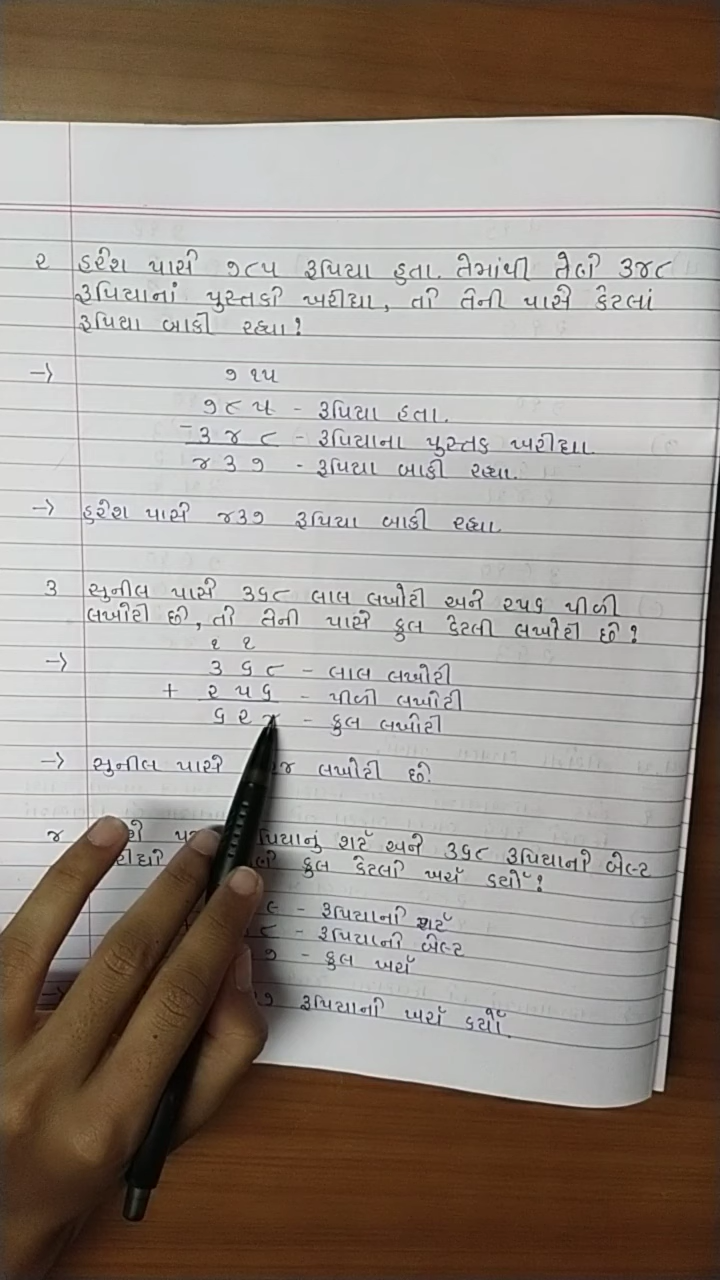 ૨ હરેશ પાસે ૭૮૫ રૂપિયા હતા. તેમાંથી તેણે ૩૪૮
રૂપિયાનાં પુસ્તકો ખરીદ્યા, તો તેની પાસે કેટલાં
રૂપિયા બાકી રહ્યા?
→ ૭ ૧૫
૭૮૫ - રૂપિયા હતા.
- ૩૪૮ - રૂપિયાના પુસ્તક ખરીદ્યા.
૪૩૭ - રૂપિયા બાકી રહ્યા.
→ હરેશ પાસે ૪૩૭ રૂપિયા બાકી રહ્યા.
૩ સુનીલ પાસે ૩૬૮ લાલ લખોટી અને ૨૫૬ પીળી
લખોટી છે, તો તેની પાસે કુલ કેટલી લખોટી છે?
૧ ૧
→ ૩૬૮ - લાલ લખોટી
+ ૨૫૬ - પીળી લખોટી
૬૨૪ - કુલ લખોટી
→ સુનીલ પાસે લખોટી છે.
૪ શર્ટ અને ૩૬૮ રૂપિયાની બેલ્ટ
કુલ કેટલો ખર્ચ કર્યો?
- રૂપિયાની શર્ટ
- રૂપિયાની બેલ્ટ
- કુલ ખર્ચ
→ રૂપિયાની ખર્ચ કર્યો.